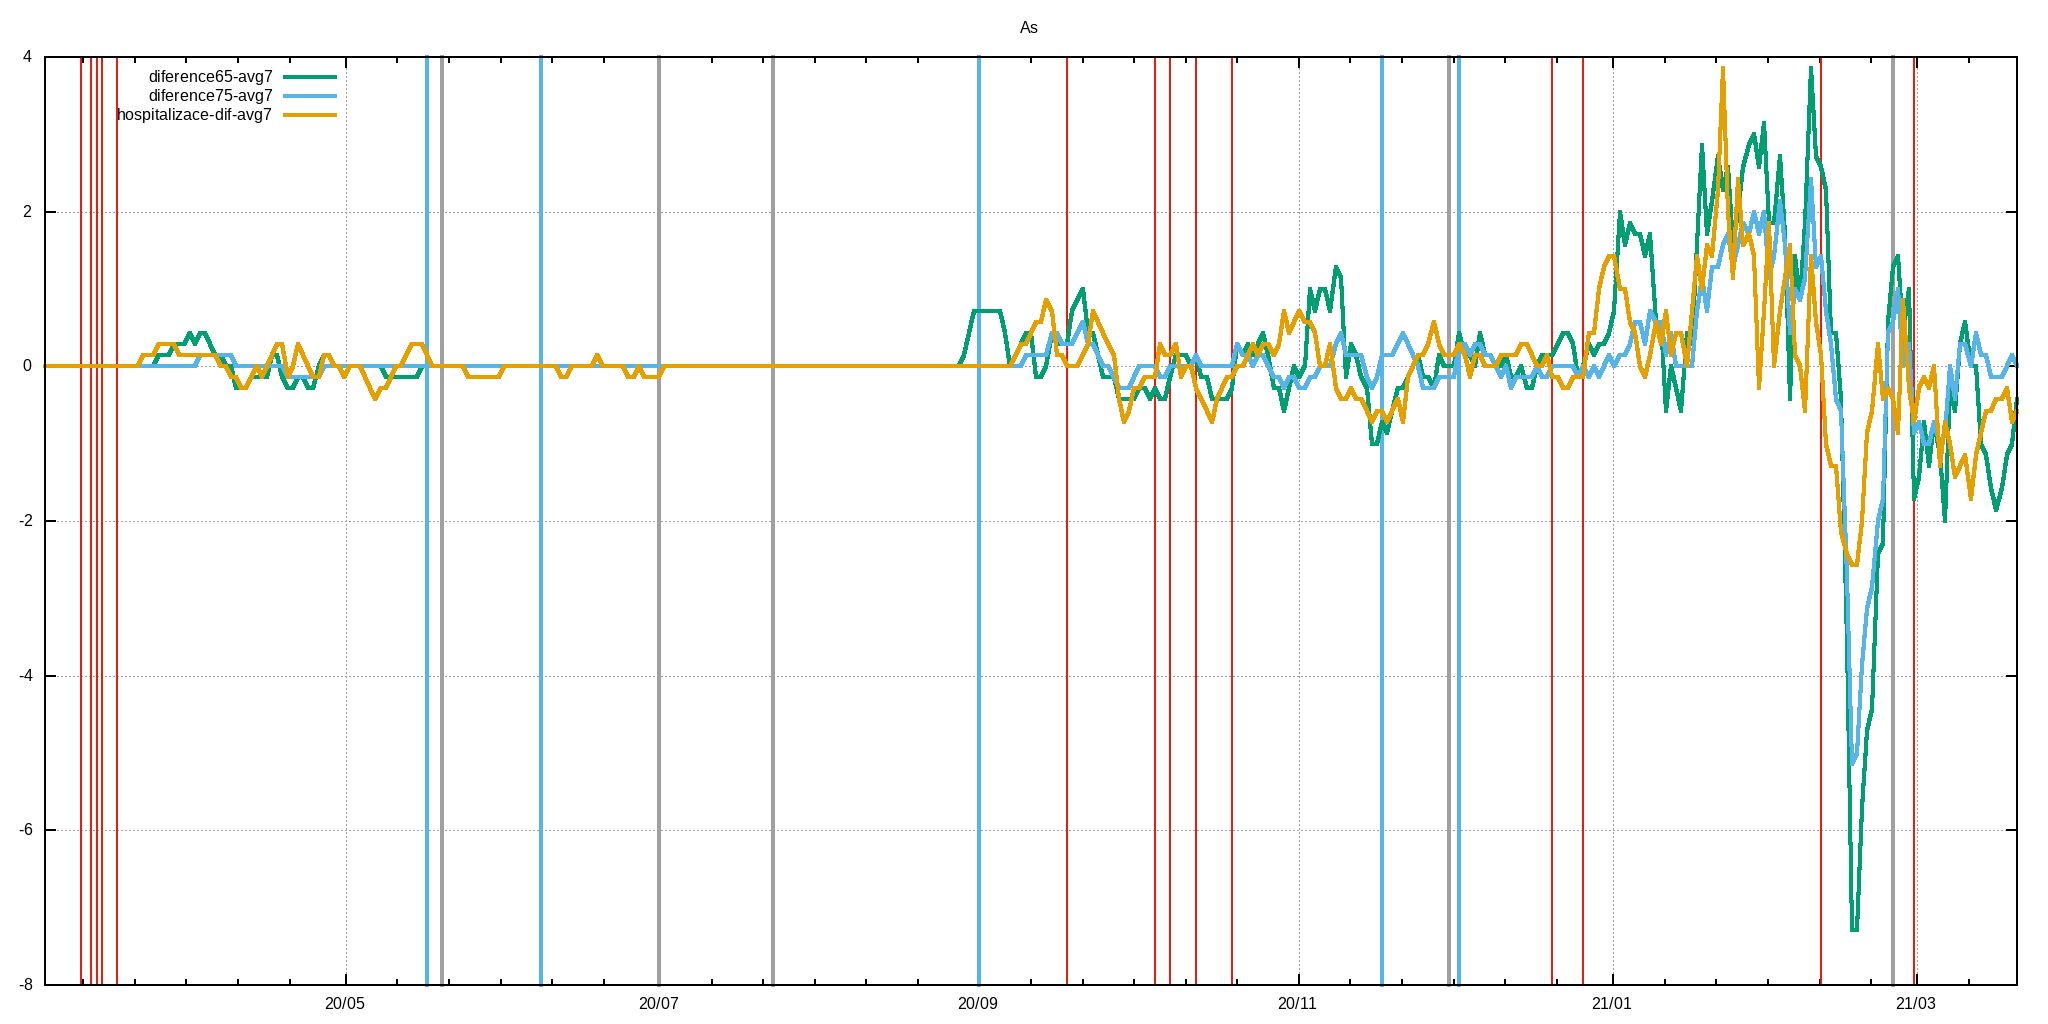 As
4
diference65-avg7
diference75-avg7
hospitalizace-dif-avg7
2
0
-2
-4
-6
-8
20/05 20/07 20/09 20/11 21/01 21/03